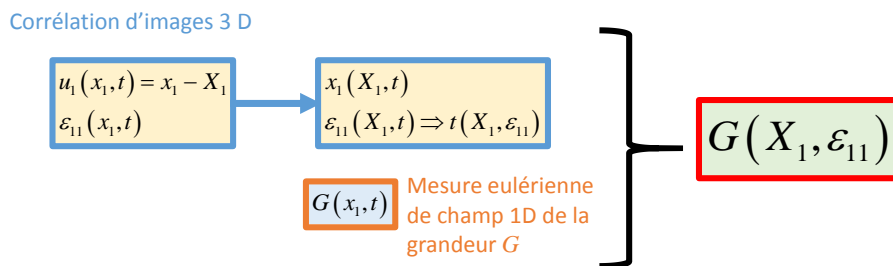 Corrélation d'images 3 D
u₁(x₁,t) = x₁ − X₁
ε₁₁(x₁,t)
x₁(X₁,t)
ε₁₁(X₁,t) ⇒ t(X₁,ε₁₁)
G(x₁,t)
Mesure eulérienne
de champ 1D de la
grandeur G
G(X₁,ε₁₁)